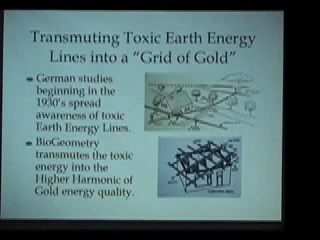 Transmuting Toxic Earth Energy
Lines into a “Grid of Gold”
German studies
beginning in the
1930's spread
awareness of toxic
Earth Energy Lines.
BioGeometry
transmutes the toxic
energy into the
Higher Harmonic of
Gold energy quality.